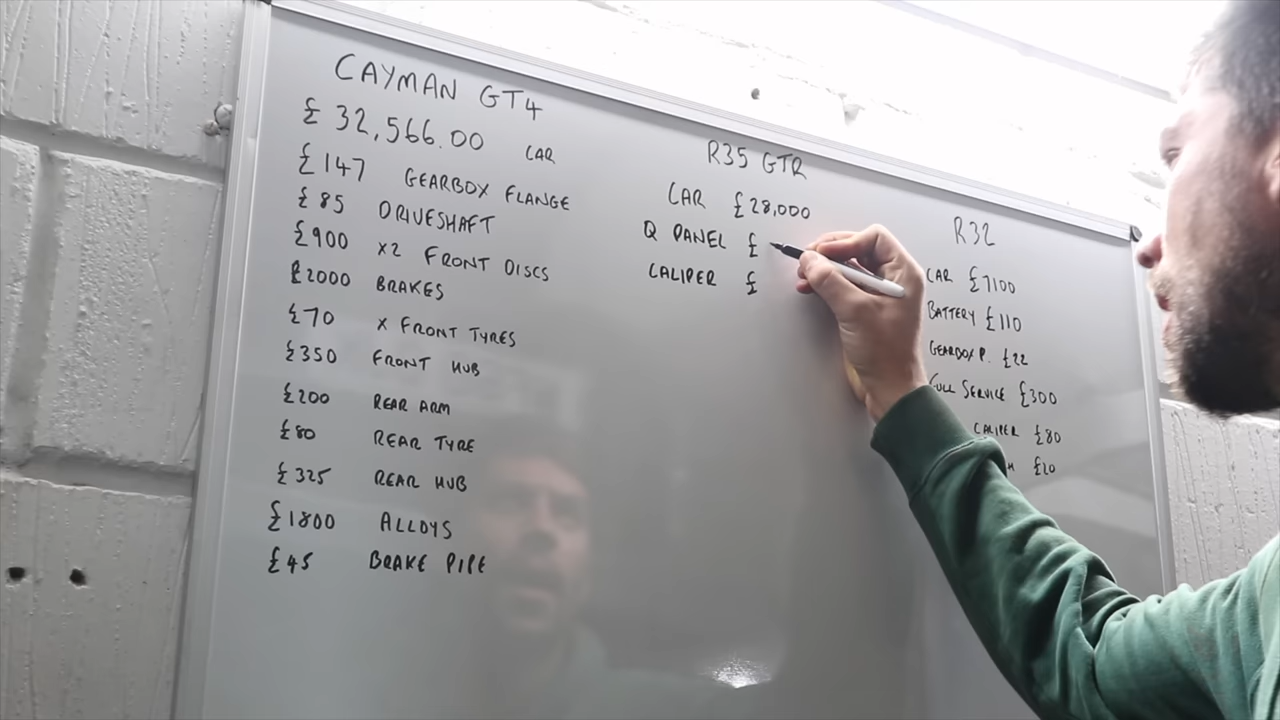 CAYMAN GT4
£32,566.00 CAR
£147 GEARBOX FLANGE
£85 DRIVESHAFT
£900 x2 FRONT DISCS
£2000 BRAKES
£70 x FRONT TYRES
£350 FRONT HUB
£200 REAR ARM
£80 REAR TYRE
£325 REAR HUB
£1800 ALLOYS
£45 BRAKE PIPE
R35 GTR
CAR £28,000
Q PANEL £
CALIPER £
R32
CAR £7100
BATTERY £110
GEARBOX P. £22
FULL SERVICE £300
CALIPER £80
£20